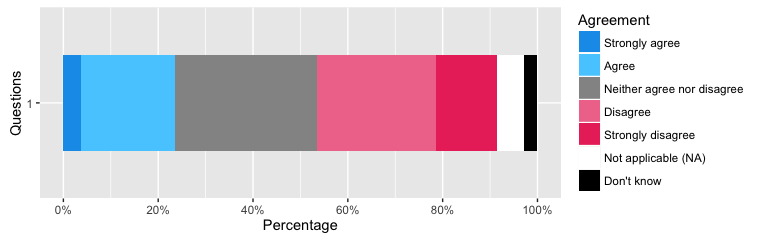 Questions
1
0%
20%
40%
60%
80%
100%
Percentage
Agreement
Strongly agree
Agree
Neither agree nor disagree
Disagree
Strongly disagree
Not applicable (NA)
Don't know